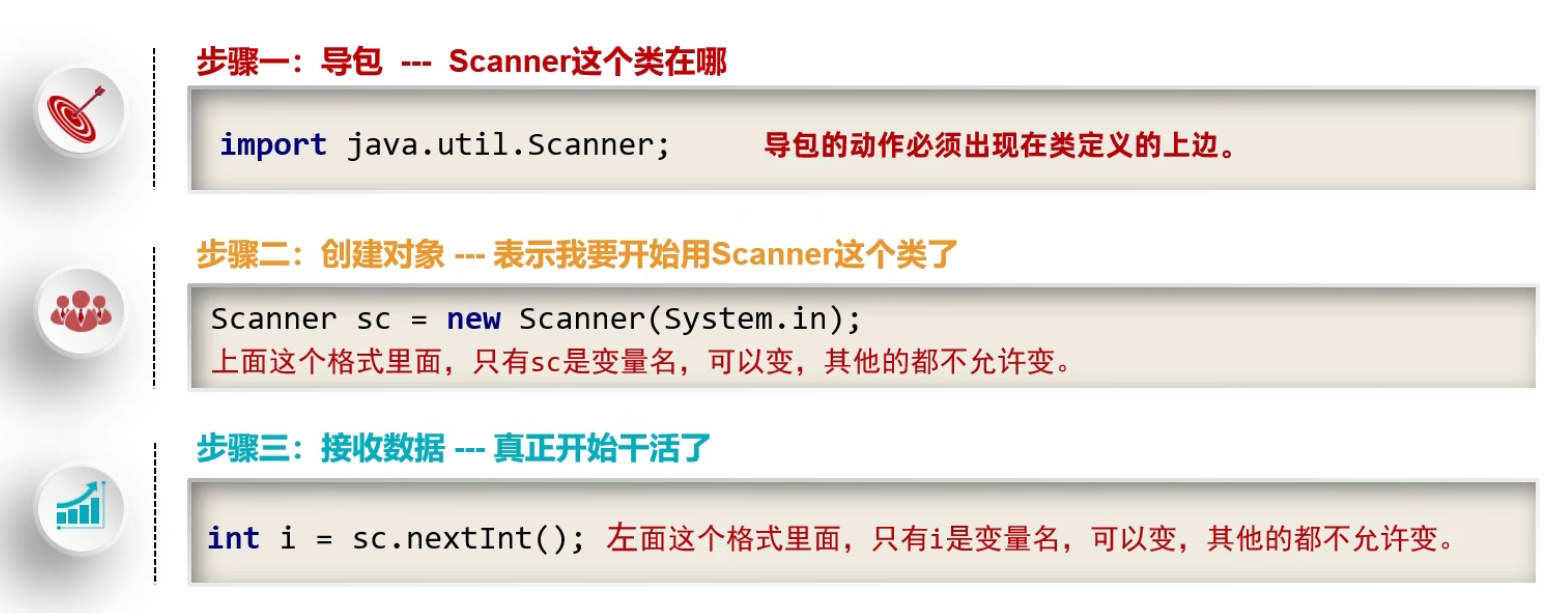 步骤一：导包 --- Scanner这个类在哪
import java.util.Scanner; 导包的动作必须出现在类定义的上边。
步骤二：创建对象 --- 表示我要开始用Scanner这个类了
Scanner sc = new Scanner(System.in);
上面这个格式里面，只有sc是变量名，可以变，其他的都不允许变。
步骤三：接收数据 --- 真正开始干活了
int i = sc.nextInt(); 左面这个格式里面，只有i是变量名，可以变，其他的都不允许变。